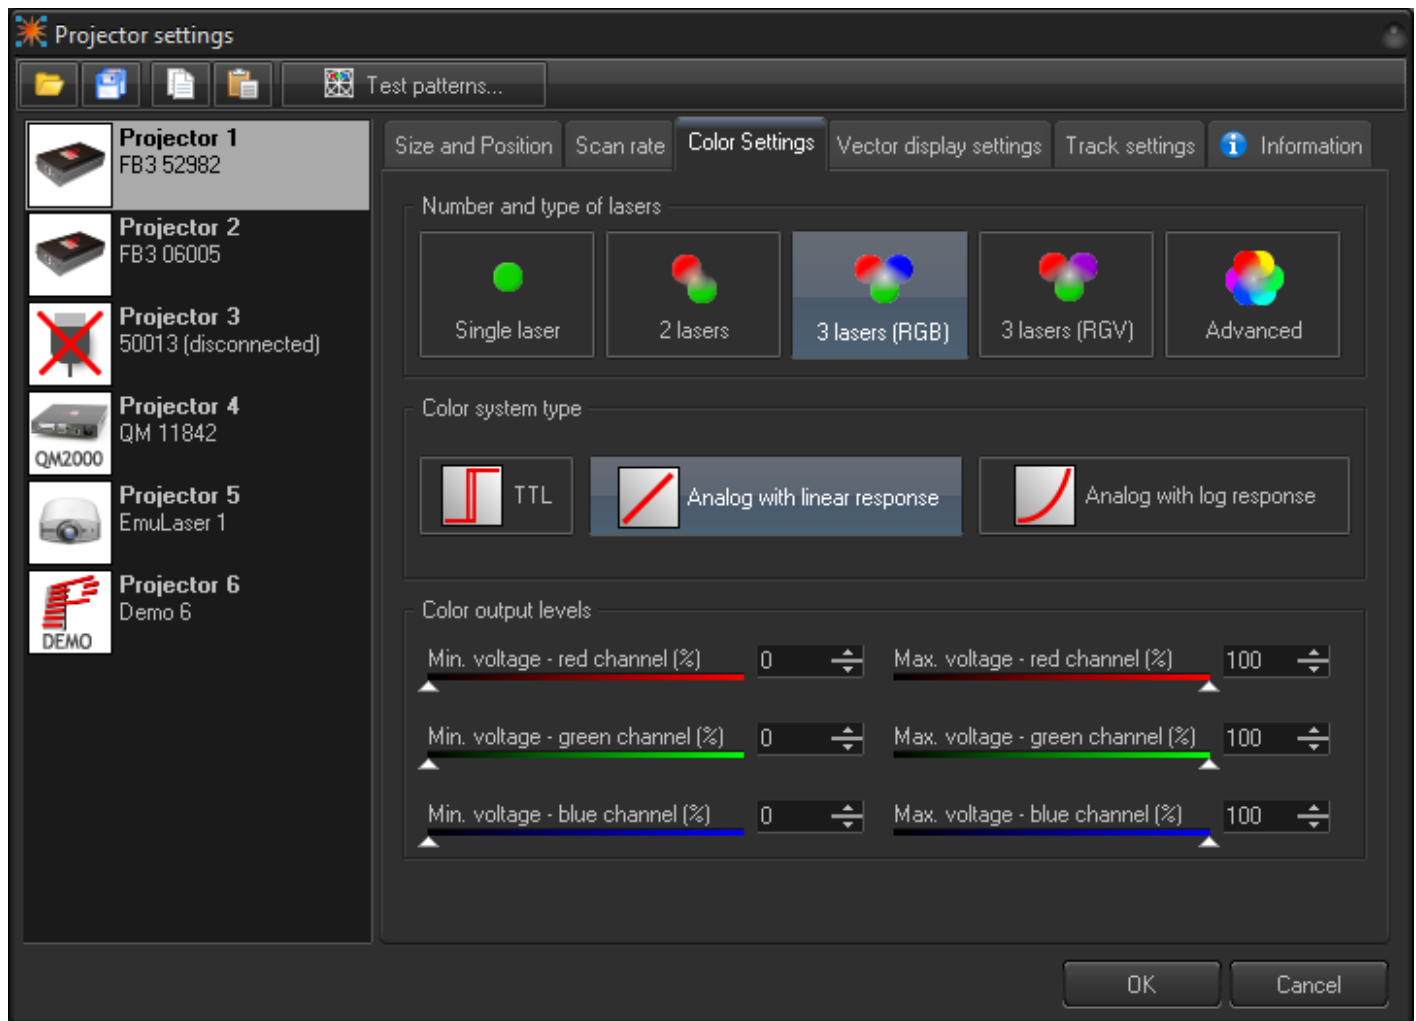 Projector settings
Test patterns...
Projector 1
FB3 52982
Projector 2
FB3 06005
Projector 3
50013 (disconnected)
Projector 4
QM 11842
QM2000
Projector 5
EmuLaser 1
Projector 6
Demo 6
DEMO
Size and Position
Scan rate
Color Settings
Vector display settings
Track settings
i Information
Number and type of lasers
Single laser
2 lasers
3 lasers (RGB)
3 lasers (RGV)
Advanced
Color system type
TTL
Analog with linear response
Analog with log response
Color output levels
Min. voltage - red channel (%) 0
Max. voltage - red channel (%) 100
Min. voltage - green channel (%) 0
Max. voltage - green channel (%) 100
Min. voltage - blue channel (%) 0
Max. voltage - blue channel (%) 100
OK
Cancel